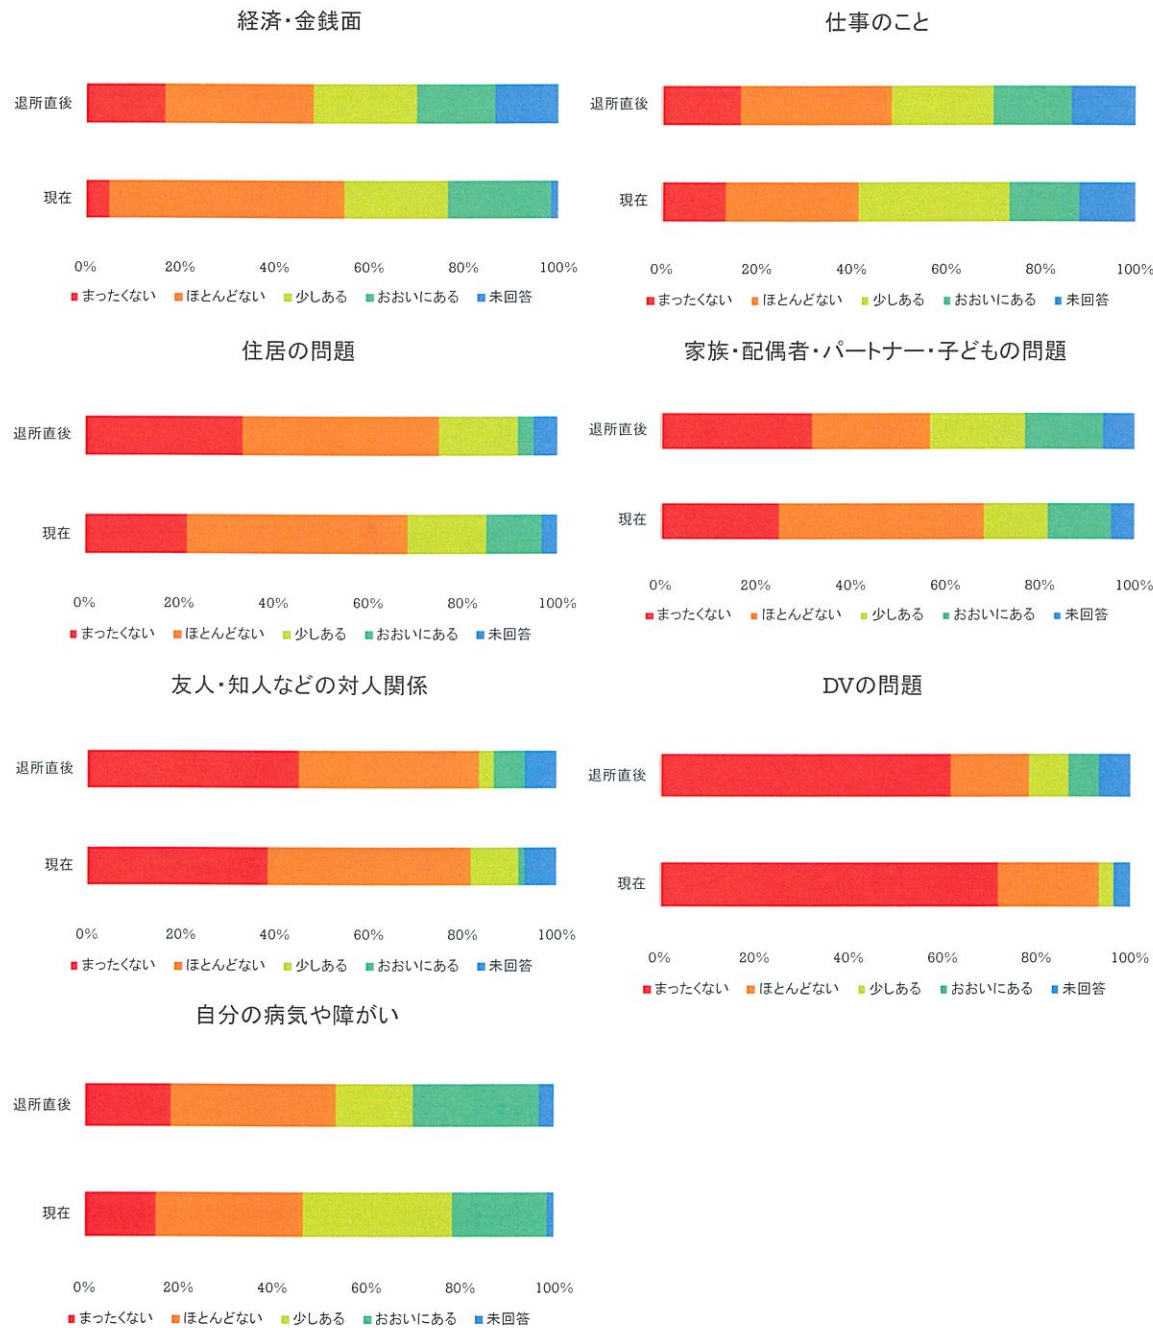 経済・金銭面
退所直後
現在
0% 20% 40% 60% 80% 100%
まったくない ほとんどない 少しある おおいにある 未回答
仕事のこと
退所直後
現在
0% 20% 40% 60% 80% 100%
まったくない ほとんどない 少しある おおいにある 未回答
住居の問題
退所直後
現在
0% 20% 40% 60% 80% 100%
まったくない ほとんどない 少しある おおいにある 未回答
家族・配偶者・パートナー・子どもの問題
退所直後
現在
0% 20% 40% 60% 80% 100%
まったくない ほとんどない 少しある おおいにある 未回答
友人・知人などの対人関係
退所直後
現在
0% 20% 40% 60% 80% 100%
まったくない ほとんどない 少しある おおいにある 未回答
DVの問題
退所直後
現在
0% 20% 40% 60% 80% 100%
まったくない ほとんどない 少しある おおいにある 未回答
自分の病気や障がい
退所直後
現在
0% 20% 40% 60% 80% 100%
まったくない ほとんどない 少しある おおいにある 未回答